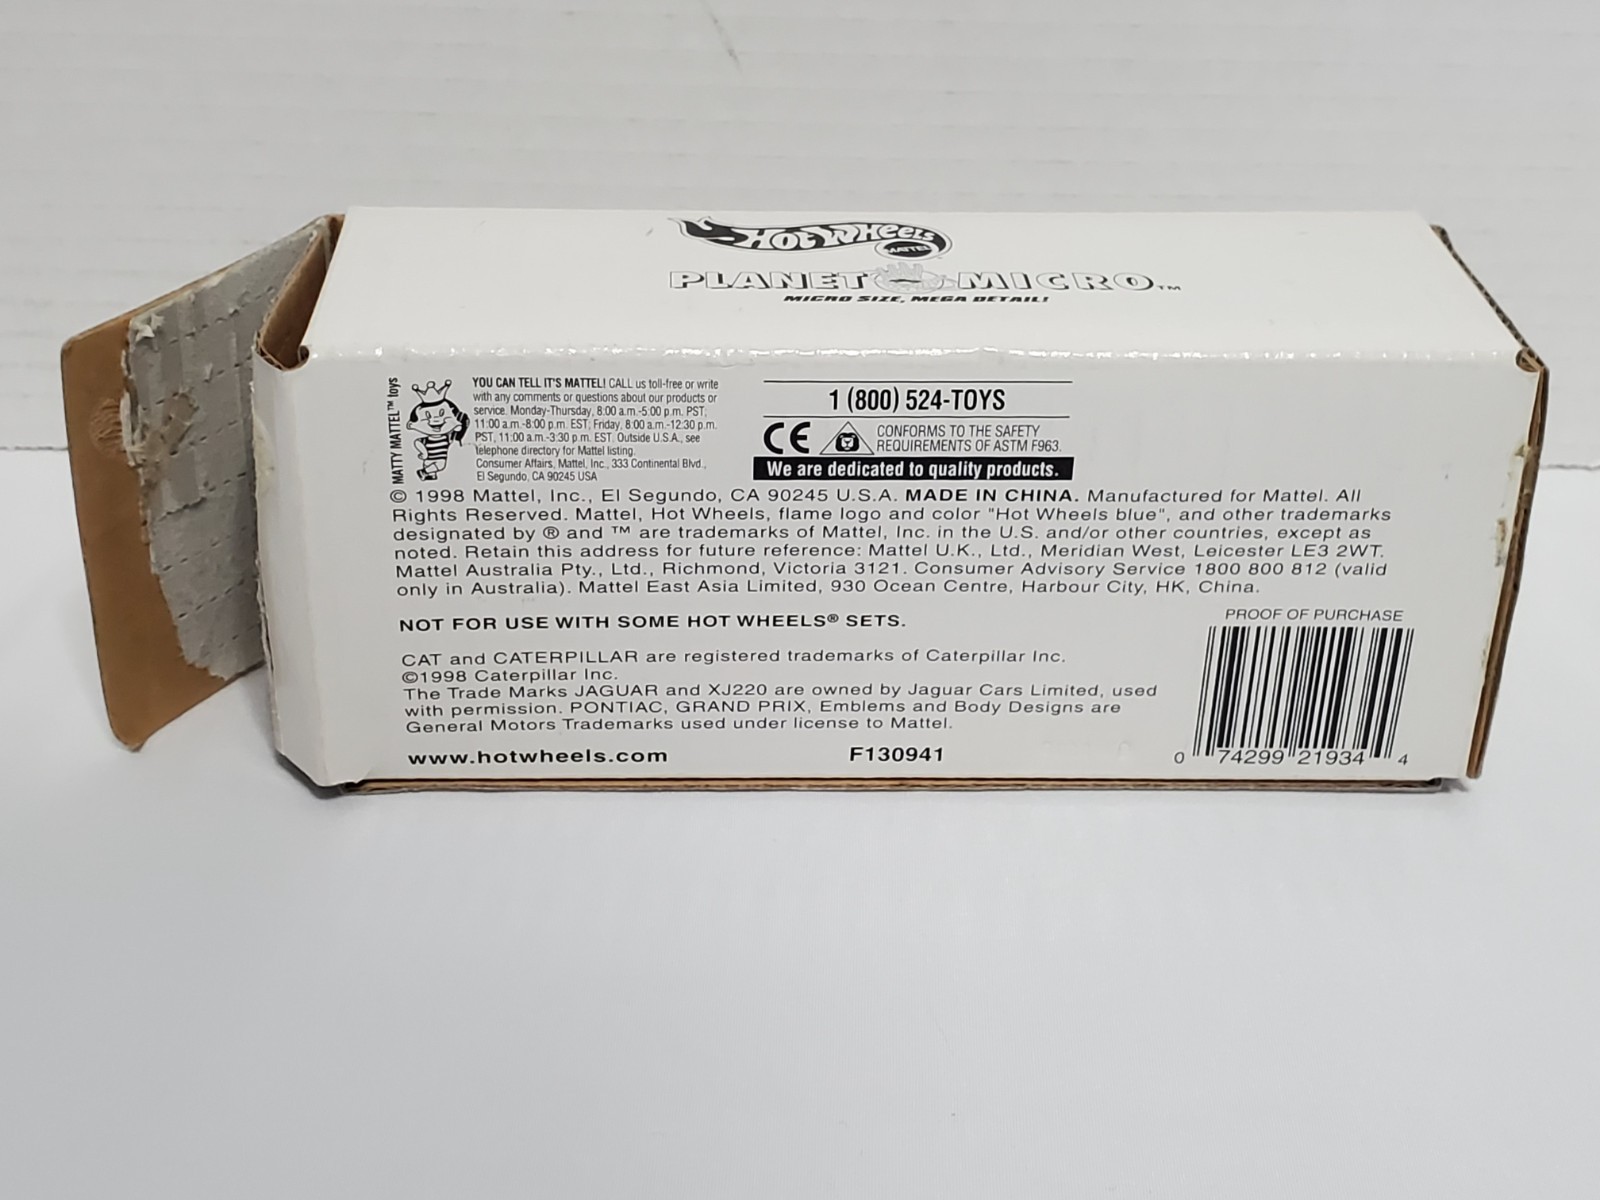 HOT WHEELS
MATTEL
PLANET MICRO™
MICRO SIZE, MEGA DETAIL!
MATTY MATTEL™ toys
YOU CAN TELL IT'S MATTEL! CALL us toll-free or write
with any comments or questions about our products or
service. Monday-Thursday, 8:00 a.m.-5:00 p.m. PST,
11:00 a.m.-8:00 p.m. EST; Friday, 8:00 a.m.-12:30 p.m.
PST, 11:00 a.m.-3:30 p.m. EST. Outside U.S.A., see
telephone directory for Mattel listing.
Consumer Affairs, Mattel, Inc., 333 Continental Blvd.,
El Segundo, CA 90245 USA
1 (800) 524-TOYS
CE
CONFORMS TO THE SAFETY
REQUIREMENTS OF ASTM F963.
We are dedicated to quality products.
© 1998 Mattel, Inc., El Segundo, CA 90245 U.S.A. MADE IN CHINA. Manufactured for Mattel. All
Rights Reserved. Mattel, Hot Wheels, flame logo and color "Hot Wheels blue", and other trademarks
designated by ® and ™ are trademarks of Mattel, Inc. in the U.S. and/or other countries, except as
noted. Retain this address for future reference: Mattel U.K., Ltd., Meridian West, Leicester LE3 2WT.
Mattel Australia Pty., Ltd., Richmond, Victoria 3121. Consumer Advisory Service 1800 800 812 (valid
only in Australia). Mattel East Asia Limited, 930 Ocean Centre, Harbour City, HK, China.
NOT FOR USE WITH SOME HOT WHEELS® SETS.
CAT and CATERPILLAR are registered trademarks of Caterpillar Inc.
©1998 Caterpillar Inc.
The Trade Marks JAGUAR and XJ220 are owned by Jaguar Cars Limited, used
with permission. PONTIAC, GRAND PRIX, Emblems and Body Designs are
General Motors Trademarks used under license to Mattel.
www.hotwheels.com
F130941
PROOF OF PURCHASE
0 74299 21934 4